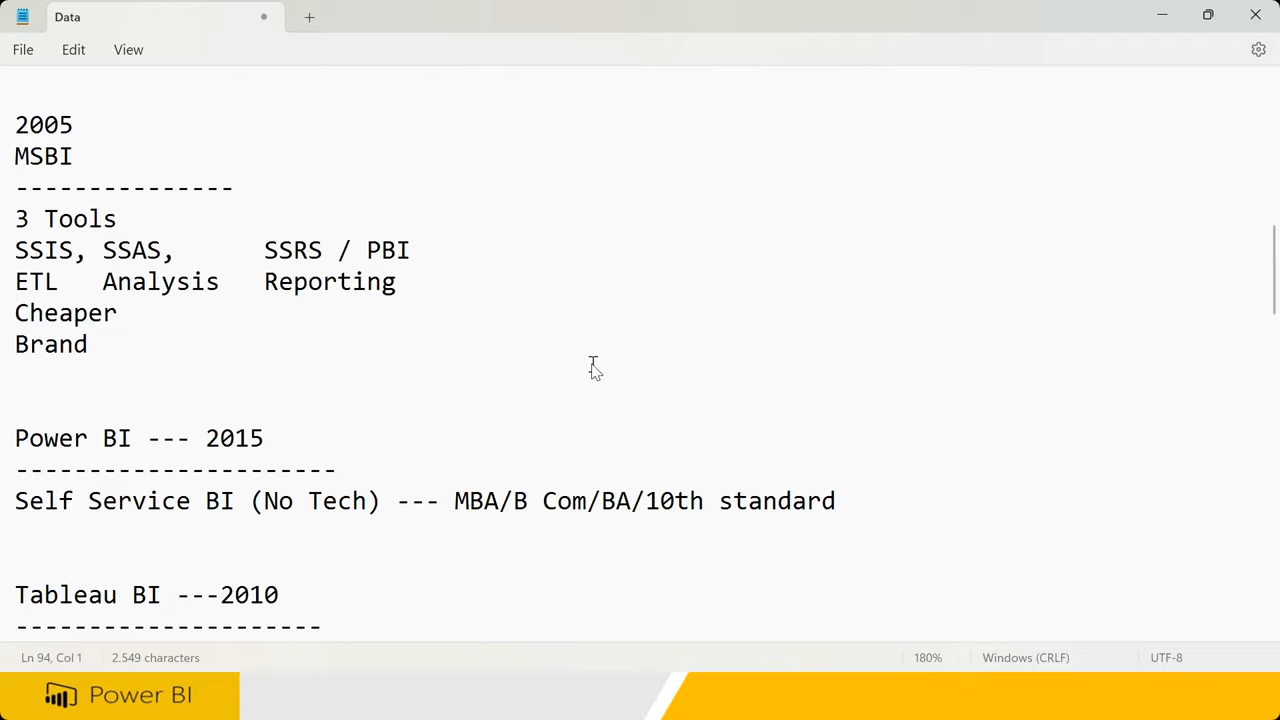 Data
File Edit View
2005
MSBI
---------------
3 Tools
SSIS, SSAS, SSRS / PBI
ETL Analysis Reporting
Cheaper
Brand
Power BI --- 2015
----------------------
Self Service BI (No Tech) --- MBA/B Com/BA/10th standard
Tableau BI ---2010
---------------------
Ln 94, Col 1 2.549 characters 180% Windows (CRLF) UTF-8
Power BI